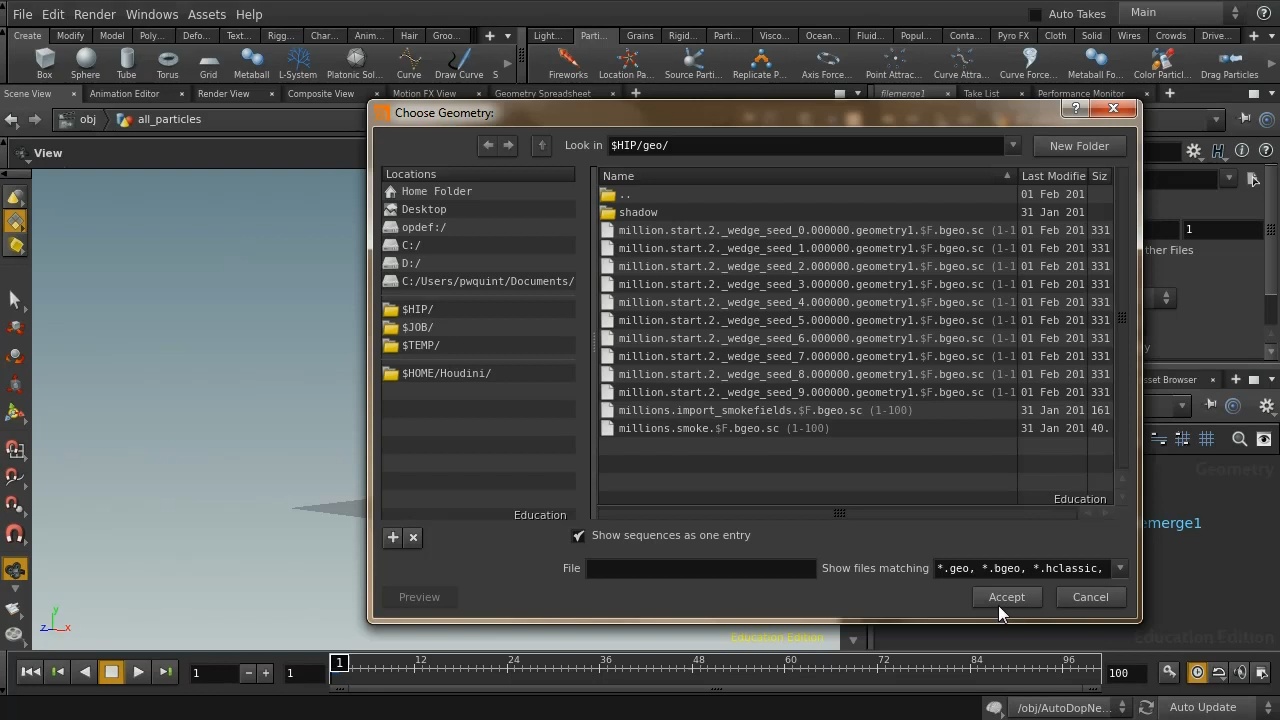 File Edit Render Windows Assets Help
Auto Takes Main
Create Modify Model Poly... Defo... Text... Rigg... Char... Anim... Hair Groo...
Light... Parti... Grains Rigid... Parti... Visco... Ocean... Fluid... Popul... Conta... Pyro FX Cloth Solid Wires Crowds Drive...
Box Sphere Tube Torus Grid Metaball L-System Platonic Sol... Curve Draw Curve S
Fireworks Location Pa... Source Parti... Replicate P... Axis Force... Point Attrac... Curve Attra... Curve Force... Metaball Fo... Color Particl... Drag Particles
Scene View Animation Editor Render View Composite View Motion FX View Geometry Spreadsheet
filemerge1 Take List Performance Monitor
obj all_particles
View
Choose Geometry:
Look in $HIP/geo/ New Folder
Locations
Home Folder
Desktop
opdef:/
C:/
D:/
C:/Users/pwquint/Documents/
$HIP/
$JOB/
$TEMP/
$HOME/Houdini/
Education
Name Last Modifie Siz
.. 01 Feb 201
shadow 31 Jan 201
million.start.2._wedge_seed_0.000000.geometry1.$F.bgeo.sc (1-1 01 Feb 201 331
million.start.2._wedge_seed_1.000000.geometry1.$F.bgeo.sc (1-1 01 Feb 201 331
million.start.2._wedge_seed_2.000000.geometry1.$F.bgeo.sc (1-1 01 Feb 201 331
million.start.2._wedge_seed_3.000000.geometry1.$F.bgeo.sc (1-1 01 Feb 201 331
million.start.2._wedge_seed_4.000000.geometry1.$F.bgeo.sc (1-1 01 Feb 201 331
million.start.2._wedge_seed_5.000000.geometry1.$F.bgeo.sc (1-1 01 Feb 201 331
million.start.2._wedge_seed_6.000000.geometry1.$F.bgeo.sc (1-1 01 Feb 201 331
million.start.2._wedge_seed_7.000000.geometry1.$F.bgeo.sc (1-1 01 Feb 201 331
million.start.2._wedge_seed_8.000000.geometry1.$F.bgeo.sc (1-1 01 Feb 201 331
million.start.2._wedge_seed_9.000000.geometry1.$F.bgeo.sc (1-1 01 Feb 201 331
millions.import_smokefields.$F.bgeo.sc (1-100) 31 Jan 201 161
millions.smoke.$F.bgeo.sc (1-100) 31 Jan 201 40.
Education
Show sequences as one entry
File Show files matching *.geo, *.bgeo, *.hclassic,
Preview Accept Cancel
1
ther Files
y
sset Browser
Geometry
emerge1
Education Edition
Education Edition
y
z x
1 1 1 12 24 36 48 60 72 84 96 100
/obj/AutoDopNe... Auto Update